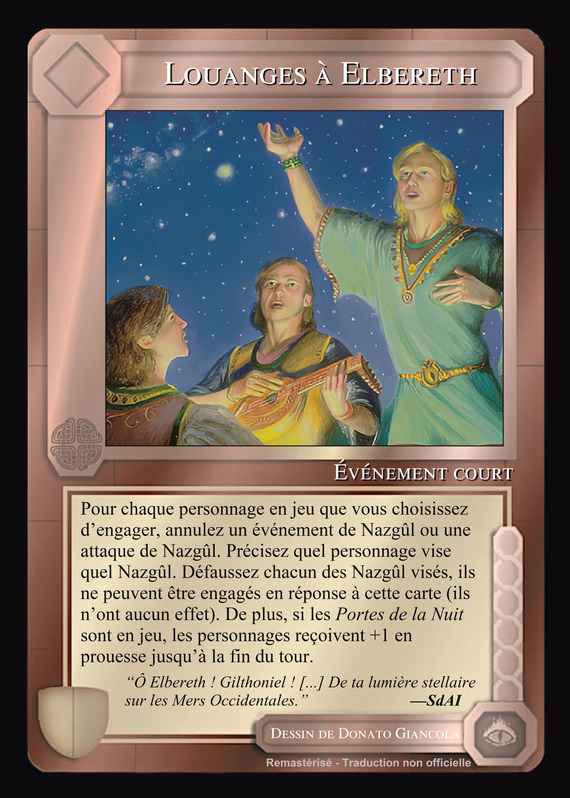 Louanges à Elbereth
Événement court
Pour chaque personnage en jeu que vous choisissez
d’engager, annulez un événement de Nazgûl ou une
attaque de Nazgûl. Précisez quel personnage vise
quel Nazgûl. Défaussez chacun des Nazgûl visés, ils
ne peuvent être engagés en réponse à cette carte (ils
n’ont aucun effet). De plus, si les Portes de la Nuit
sont en jeu, les personnages reçoivent +1 en
prouesse jusqu’à la fin du tour.
“Ô Elbereth ! Gilthoniel ! [...] De ta lumière stellaire
sur les Mers Occidentales.” —SdAI
Dessin de Donato Giancola
Remastérisé - Traduction non officielle